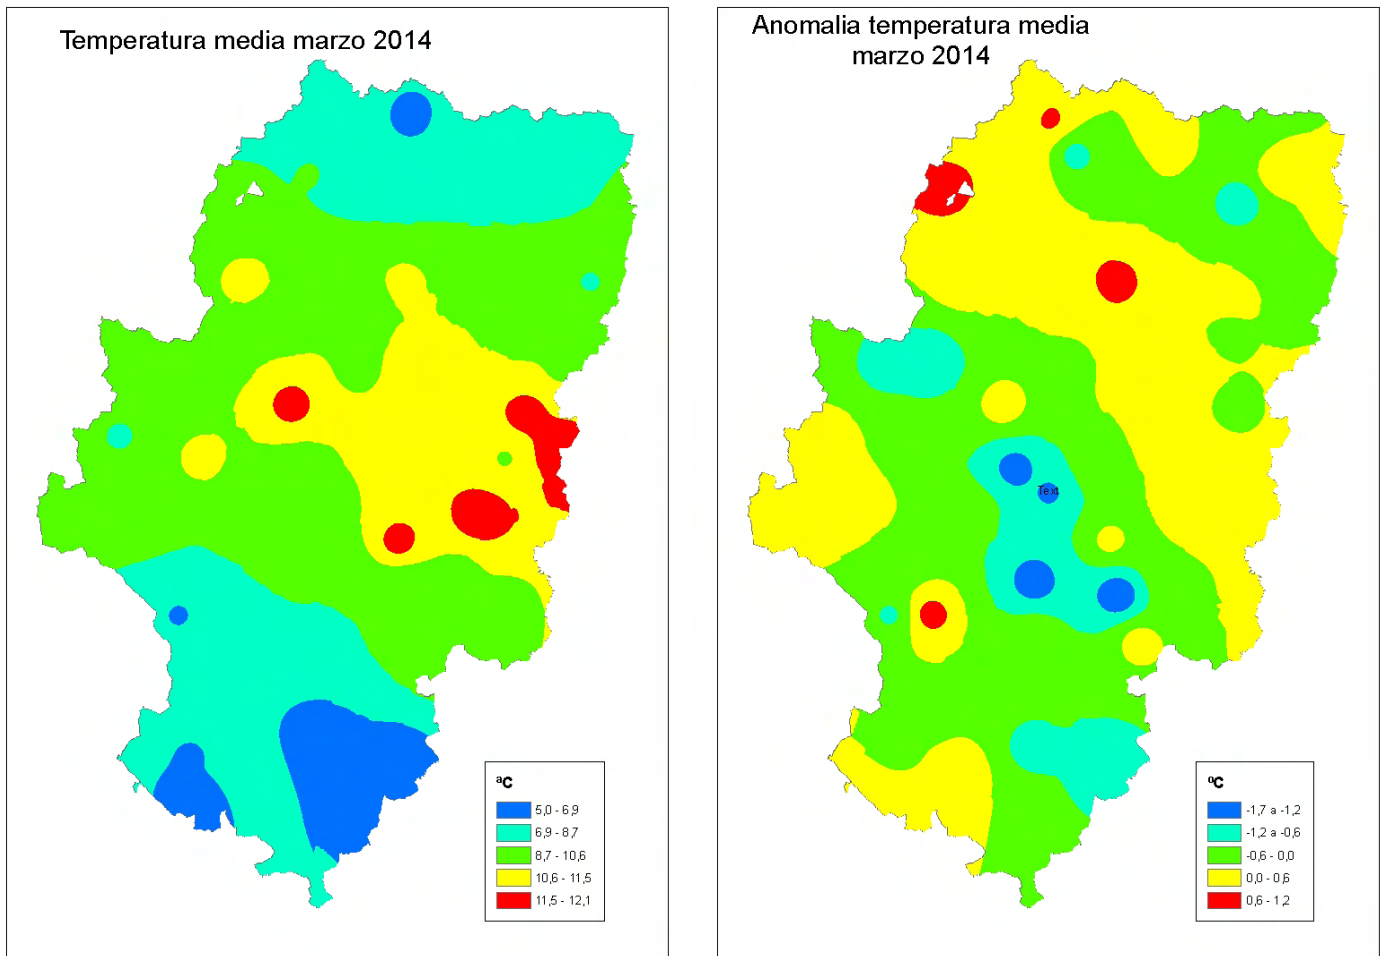 Temperatura media marzo 2014
ªC
5,0 - 6,9
6,9 - 8,7
8,7 - 10,6
10,6 - 11,5
11,5 - 12,1
Anomalia temperatura media
marzo 2014
Text
ºC
-1,7 a -1,2
-1,2 a -0,6
-0,6 - 0,0
0,0 - 0,6
0,6 - 1,2